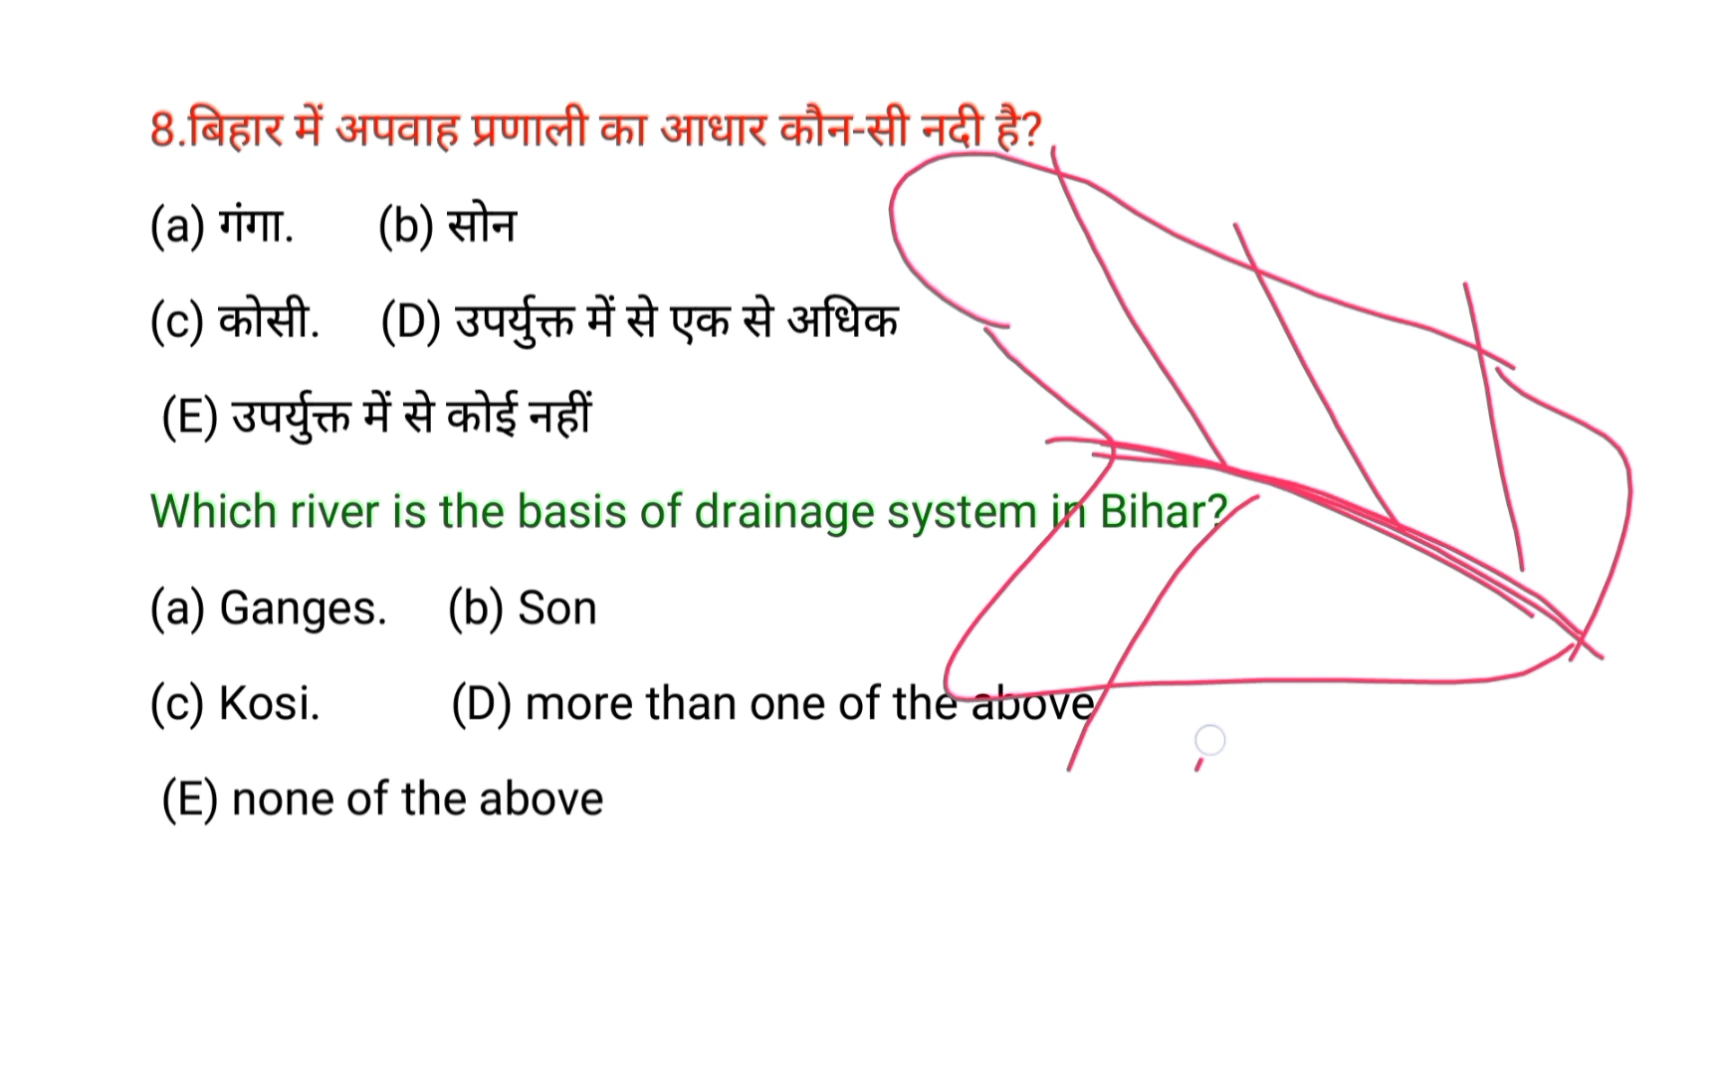 8.बिहार में अपवाह प्रणाली का आधार कौन-सी नदी है?
(a) गंगा. (b) सोन
(c) कोसी. (D) उपर्युक्त में से एक से अधिक
(E) उपर्युक्त में से कोई नहीं
Which river is the basis of drainage system in Bihar?
(a) Ganges. (b) Son
(c) Kosi. (D) more than one of the above
(E) none of the above